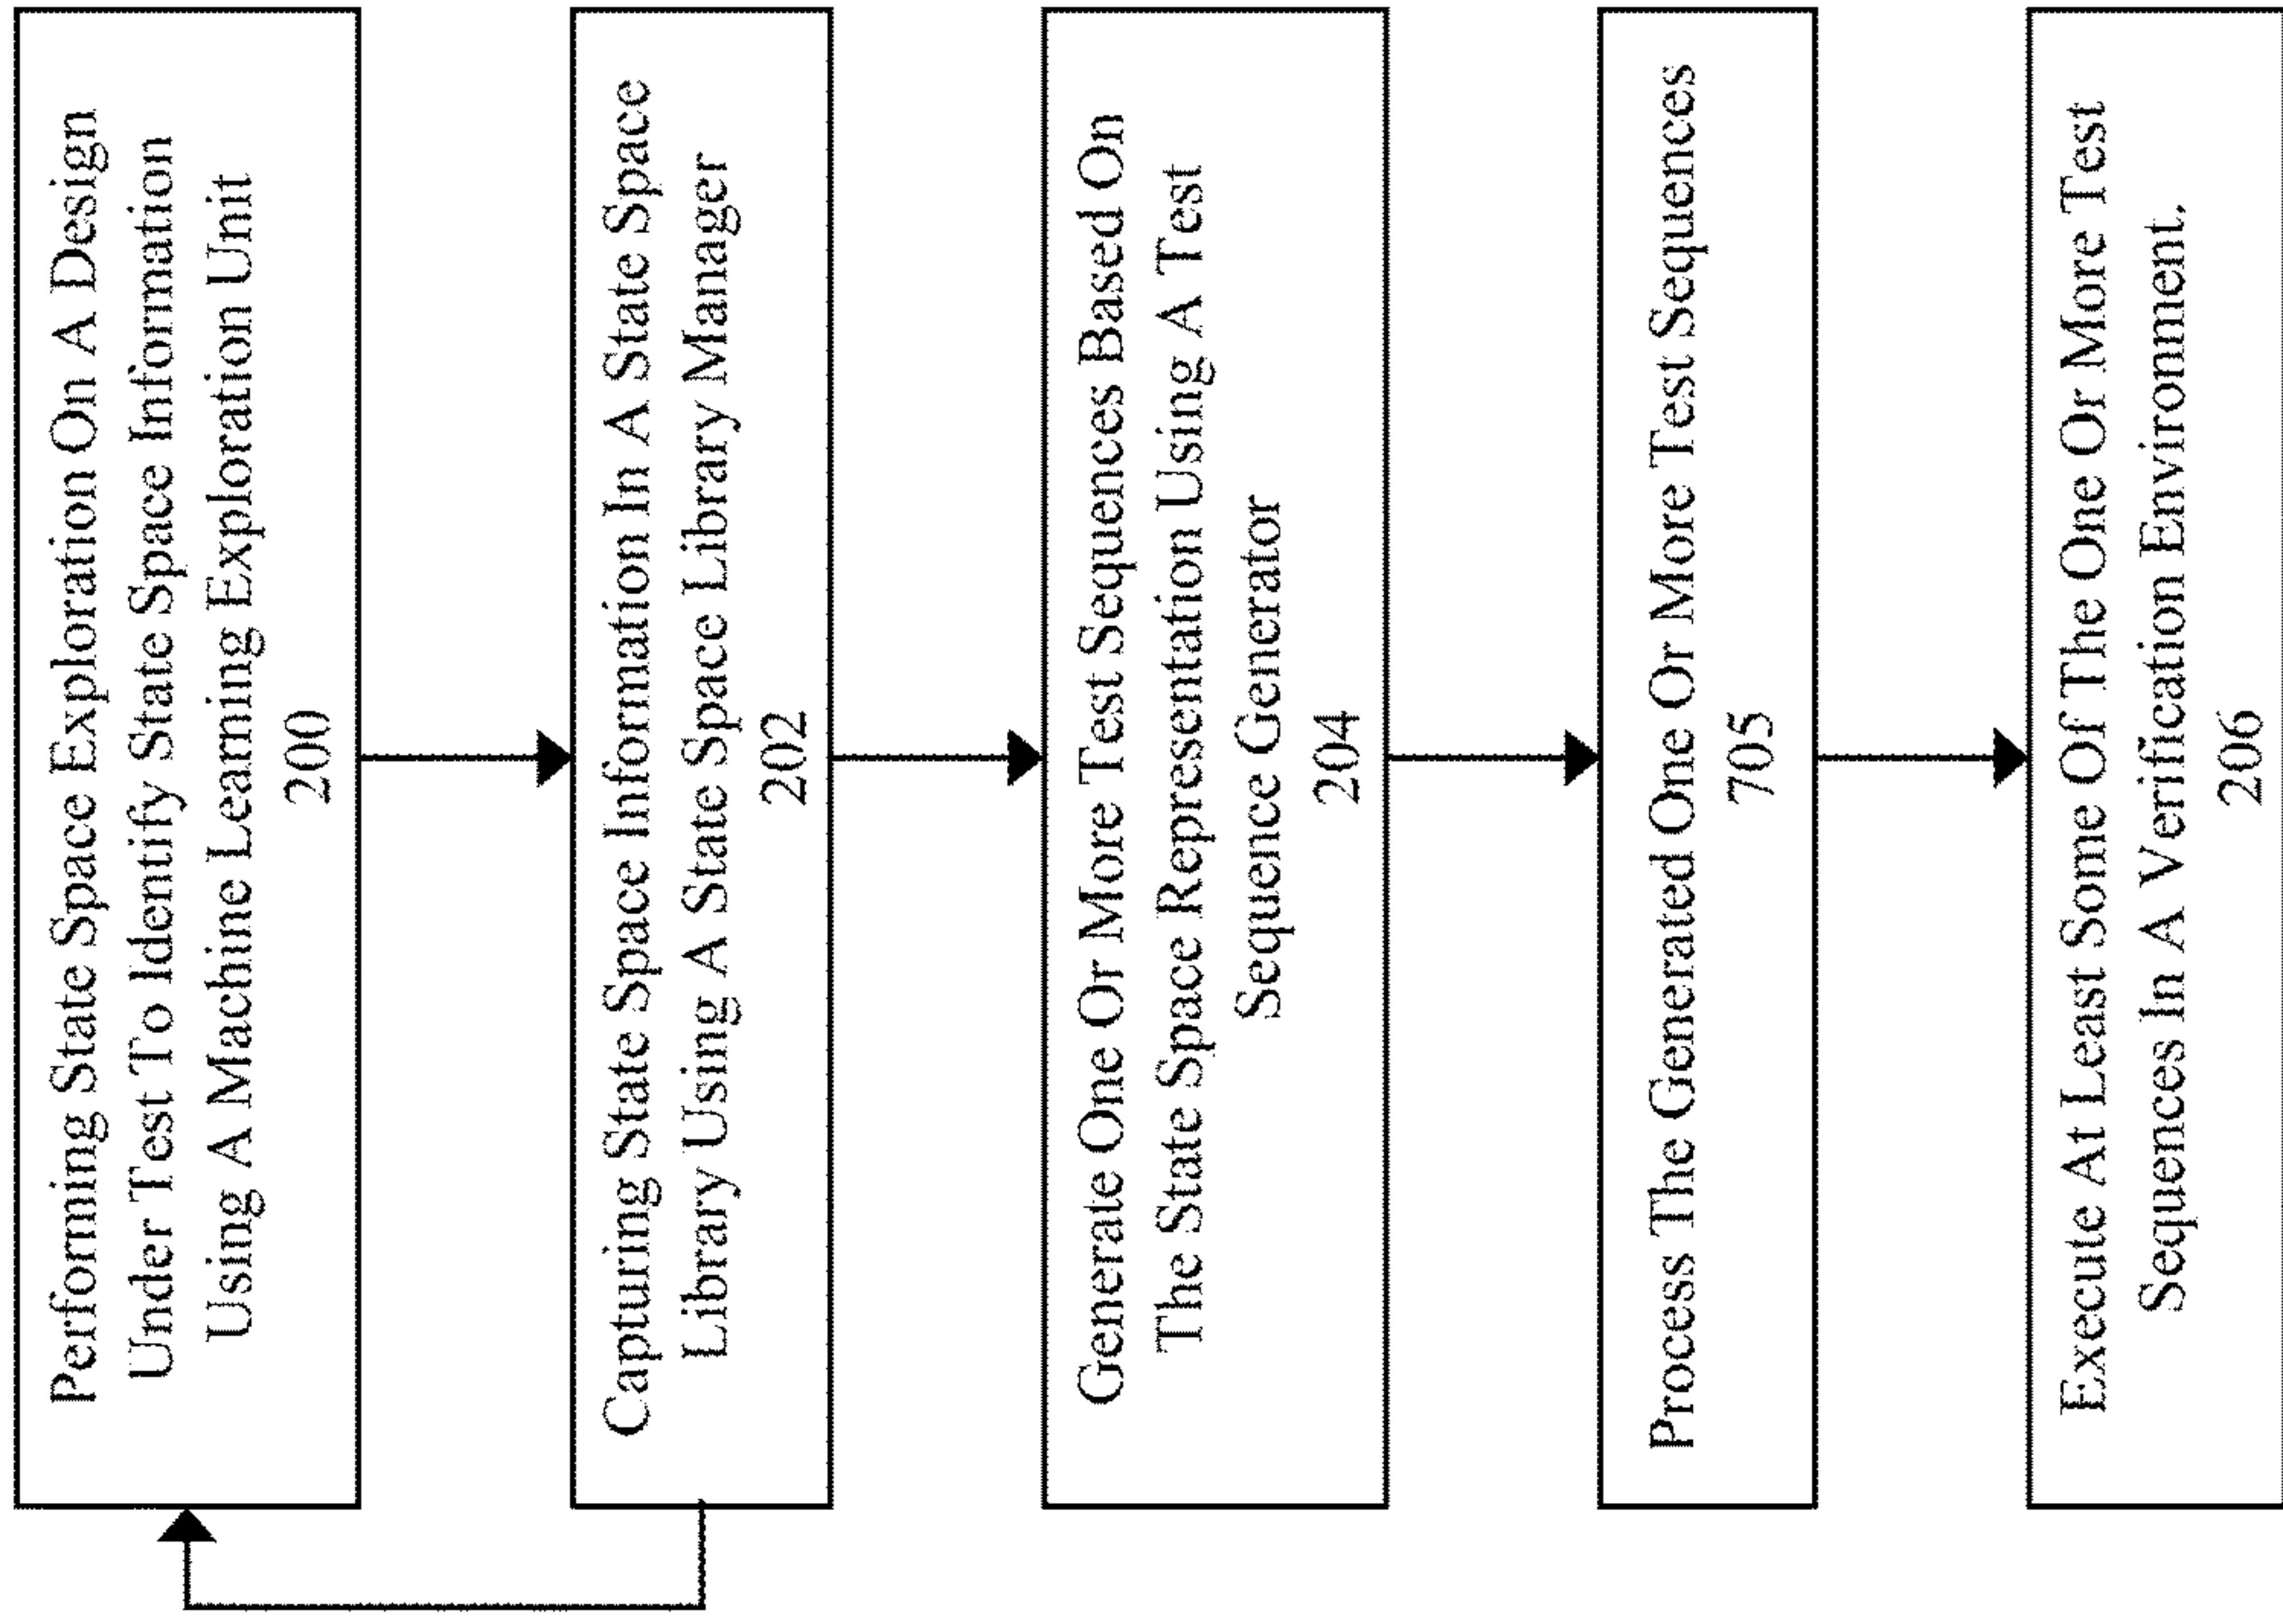 Performing State Space Exploration On A Design
Under Test To Identify State Space Information
Using A Machine Learning Exploration Unit
200
Capturing State Space Information In A State Space
Library Using A State Space Library Manager
202
Generate One Or More Test Sequences Based On
The State Space Representation Using A Test
Sequence Generator
204
Process The Generated One Or More Test Sequences
705
Execute At Least Some Of The One Or More Test
Sequences In A Verification Environment.
206